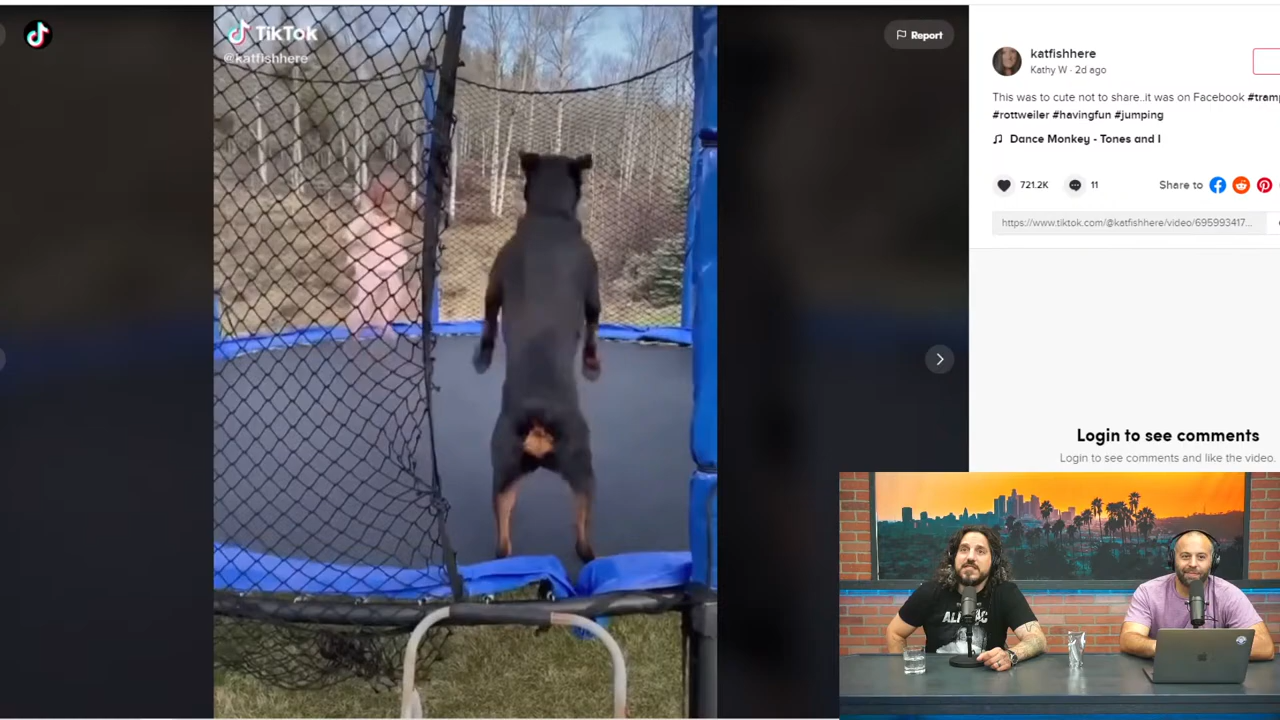 TikTok
@katfishhere
Report
katfishhere
Kathy W · 2d ago
This was to cute not to share..it was on Facebook #tramp
#rottweiler #havingfun #jumping
Dance Monkey - Tones and I
721.2K
11
Share to
https://www.tiktok.com/@katfishhere/video/695993417...
Login to see comments
Login to see comments and like the video.